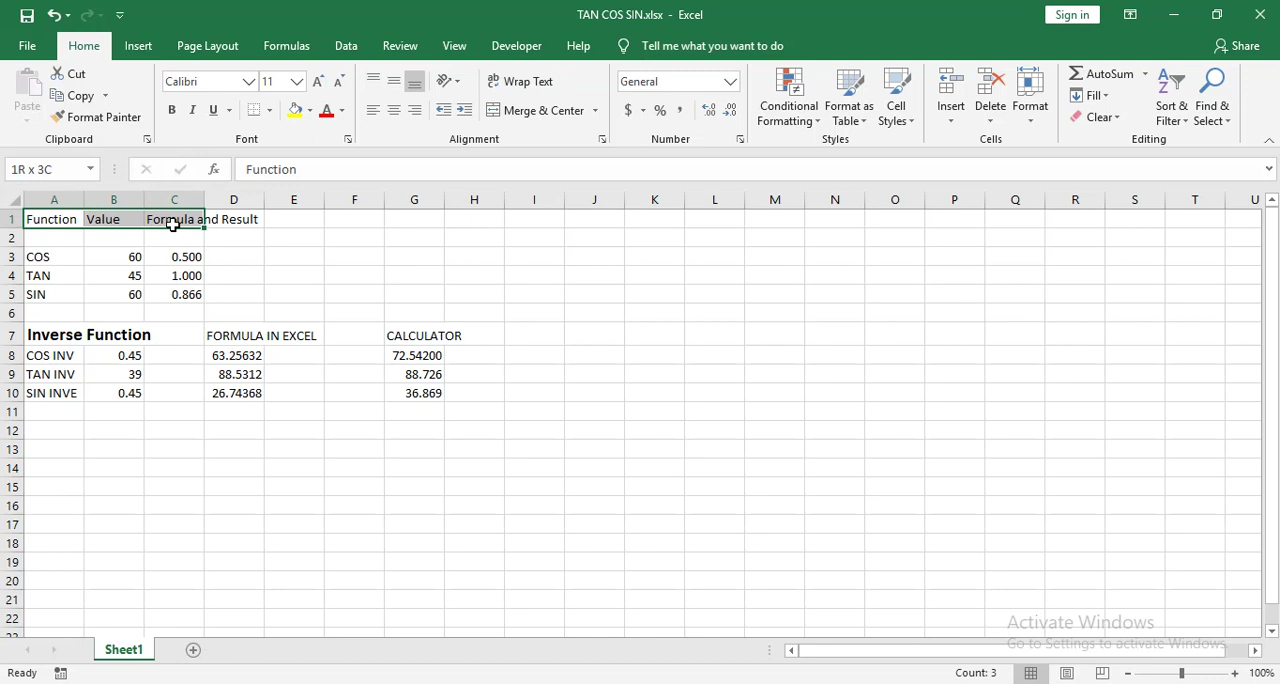 TAN COS SIN.xlsx - Excel
Sign in
File Home Insert Page Layout Formulas Data Review View Developer Help Tell me what you want to do Share
Paste
Cut
Copy
Format Painter
Clipboard
Calibri 11
B I U
Font
ab Wrap Text
Merge & Center
Alignment
General
$ % ,
Number
Conditional Formatting
Format as Table
Cell Styles
Styles
Insert Delete Format
Cells
AutoSum
Fill
Clear
Sort & Filter
Find & Select
Editing
1R x 3C fx Function
A B C D E F G H I J K L M N O P Q R S T U
1 Function Value Formula and Result
2
3 COS 60 0.500
4 TAN 45 1.000
5 SIN 60 0.866
6
7 Inverse Function FORMULA IN EXCEL CALCULATOR
8 COS INV 0.45 63.25632 72.54200
9 TAN INV 39 88.5312 88.726
10 SIN INVE 0.45 26.74368 36.869
11
12
13
14
15
16
17
18
19
20
21
22
Activate Windows
Go to Settings to activate Windows.
Sheet1
Ready Count: 3 100%